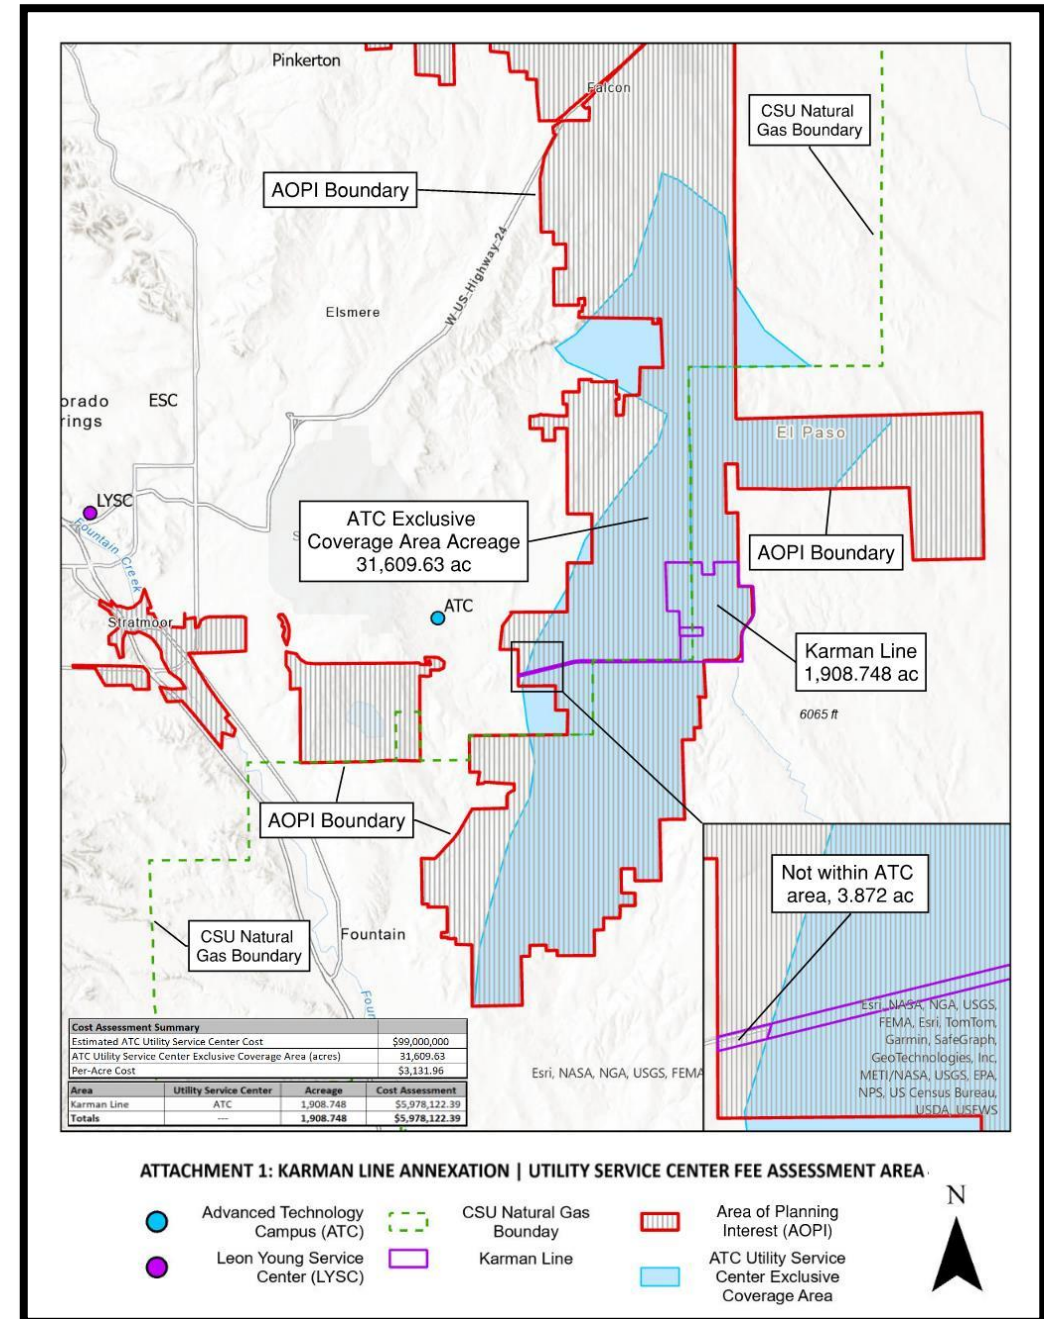 Pinkerton
Falcon
CSU Natural
Gas Boundary
AOPI Boundary
W US Highway 24
Elsmere
orado
rings
ESC
El Paso
LYSC
Fountain Creek
ATC Exclusive
Coverage Area Acreage
31,609.63 ac
S
AOPI Boundary
ATC
Stratmoor
Karman Line
1,908.748 ac
6065 ft
AOPI Boundary
Not within ATC
area, 3.872 ac
CSU Natural
Gas Boundary
Fountain
Foun
Esri, NASA, NGA, USGS,
FEMA, Esri, TomTom,
Garmin, SafeGraph,
GeoTechnologies, Inc,
METI/NASA, USGS, EPA,
NPS, US Census Bureau,
USDA, USFWS
Esri, NASA, NGA, USGS, FEMA
Cost Assessment Summary
Estimated ATC Utility Service Center Cost $99,000,000
ATC Utility Service Center Exclusive Coverage Area (acres) 31,609.63
Per-Acre Cost $3,131.96
Area Utility Service Center Acreage Cost Assessment
Karman Line ATC 1,908.748 $5,978,122.39
Totals --- 1,908.748 $5,978,122.39
ATTACHMENT 1: KARMAN LINE ANNEXATION | UTILITY SERVICE CENTER FEE ASSESSMENT AREA
Advanced Technology
Campus (ATC)
Leon Young Service
Center (LYSC)
CSU Natural Gas
Bounday
Karman Line
Area of Planning
Interest (AOPI)
ATC Utility Service
Center Exclusive
Coverage Area
N